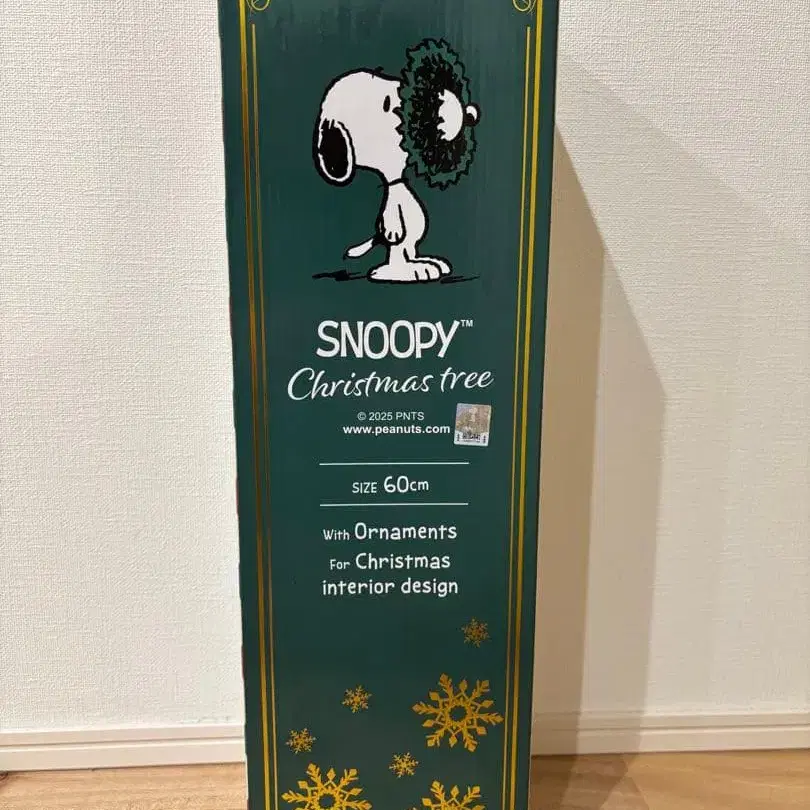 SNOOPY™
Christmas tree
© 2025 PNTS
www.peanuts.com
SIZE 60cm
With Ornaments
For Christmas
interior design